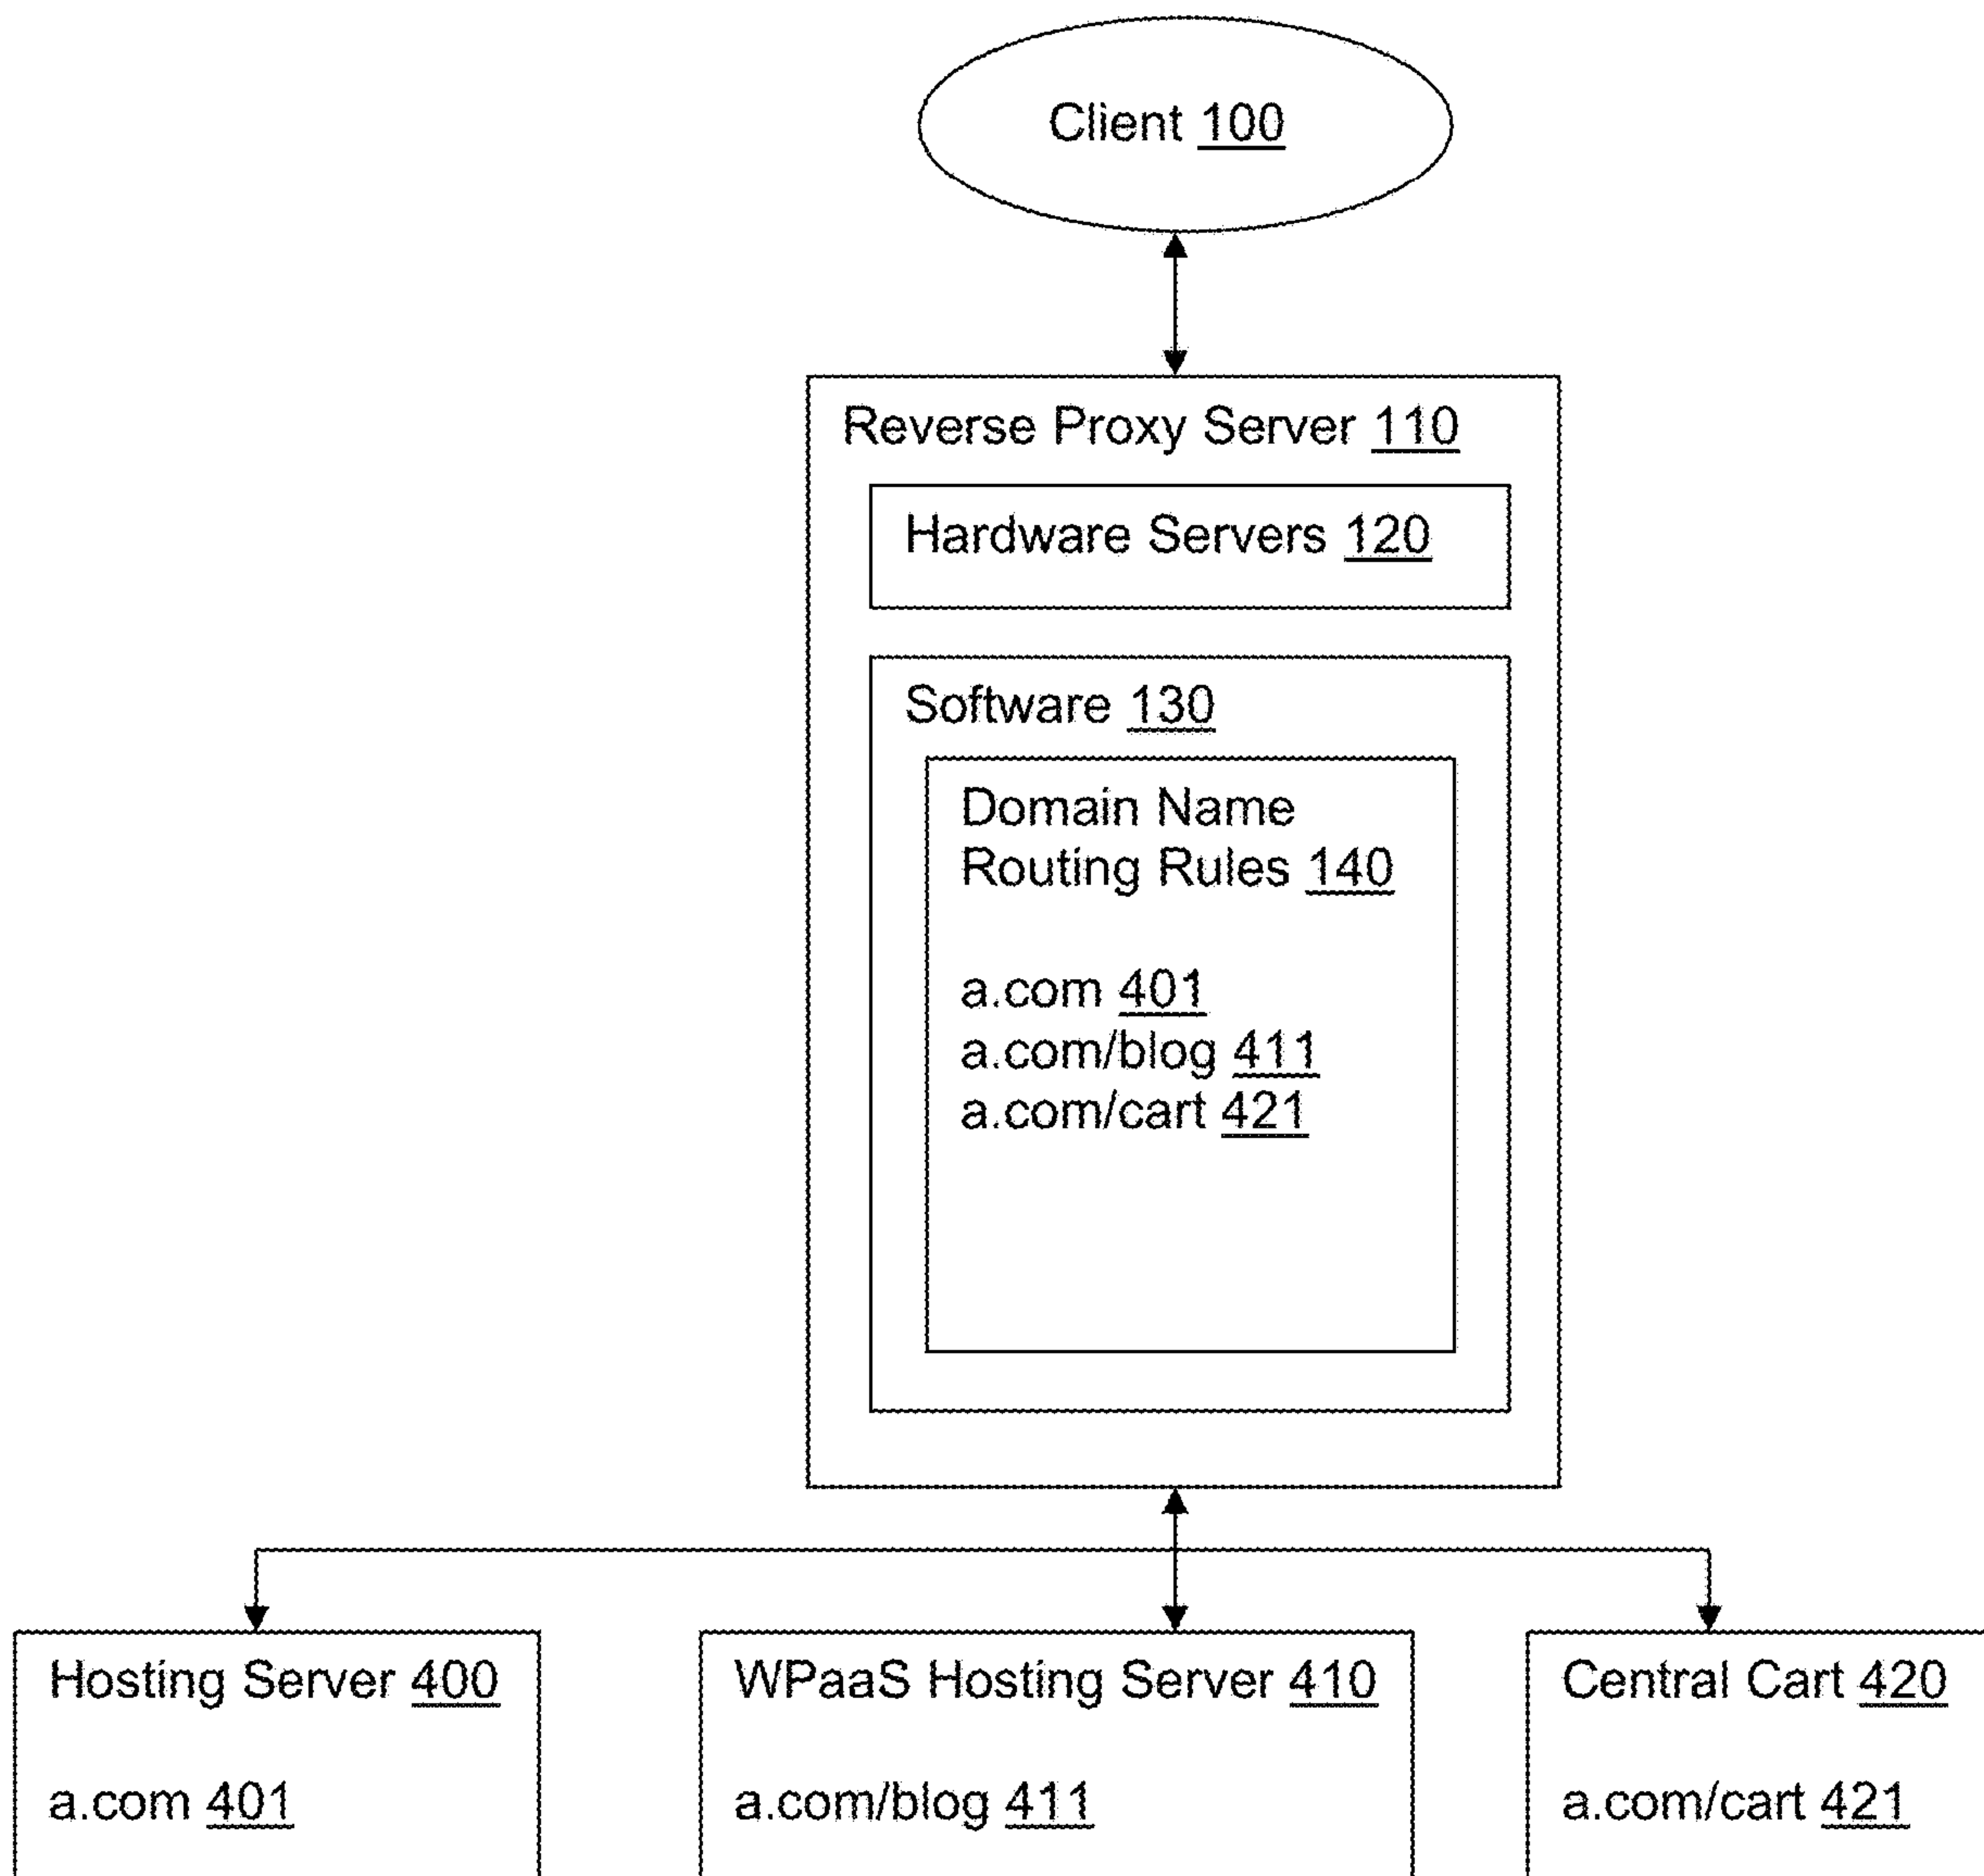 Client 100
Reverse Proxy Server 110
Hardware Servers 120
Software 130
Domain Name
Routing Rules 140
a.com 401
a.com/blog 411
a.com/cart 421
Hosting Server 400
a.com 401
WPaaS Hosting Server 410
a.com/blog 411
Central Cart 420
a.com/cart 421